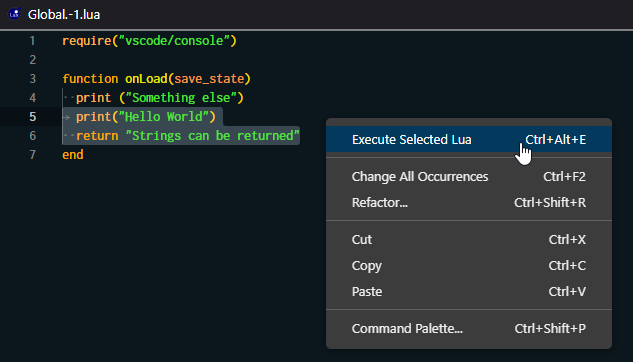 Global.-1.lua
1 require("vscode/console")
2
3 function onLoad(save_state)
4 print ("Something else")
5 print("Hello World")
6 return "Strings can be returned"
7 end
Execute Selected Lua Ctrl+Alt+E
Change All Occurrences Ctrl+F2
Refactor... Ctrl+Shift+R
Cut Ctrl+X
Copy Ctrl+C
Paste Ctrl+V
Command Palette... Ctrl+Shift+P